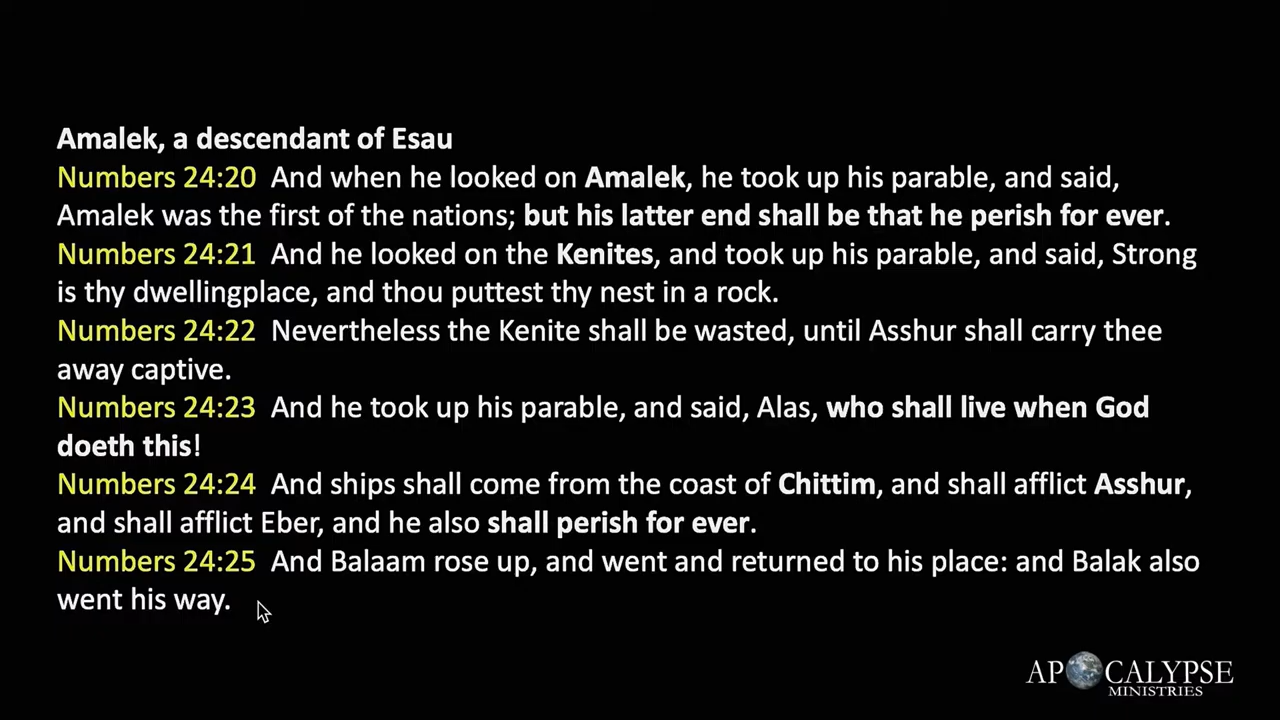 Amalek, a descendant of Esau
Numbers 24:20 And when he looked on Amalek, he took up his parable, and said,
Amalek was the first of the nations; but his latter end shall be that he perish for ever.
Numbers 24:21 And he looked on the Kenites, and took up his parable, and said, Strong
is thy dwellingplace, and thou puttest thy nest in a rock.
Numbers 24:22 Nevertheless the Kenite shall be wasted, until Asshur shall carry thee
away captive.
Numbers 24:23 And he took up his parable, and said, Alas, who shall live when God
doeth this!
Numbers 24:24 And ships shall come from the coast of Chittim, and shall afflict Asshur,
and shall afflict Eber, and he also shall perish for ever.
Numbers 24:25 And Balaam rose up, and went and returned to his place: and Balak also
went his way.
APOCALYPSE
MINISTRIES